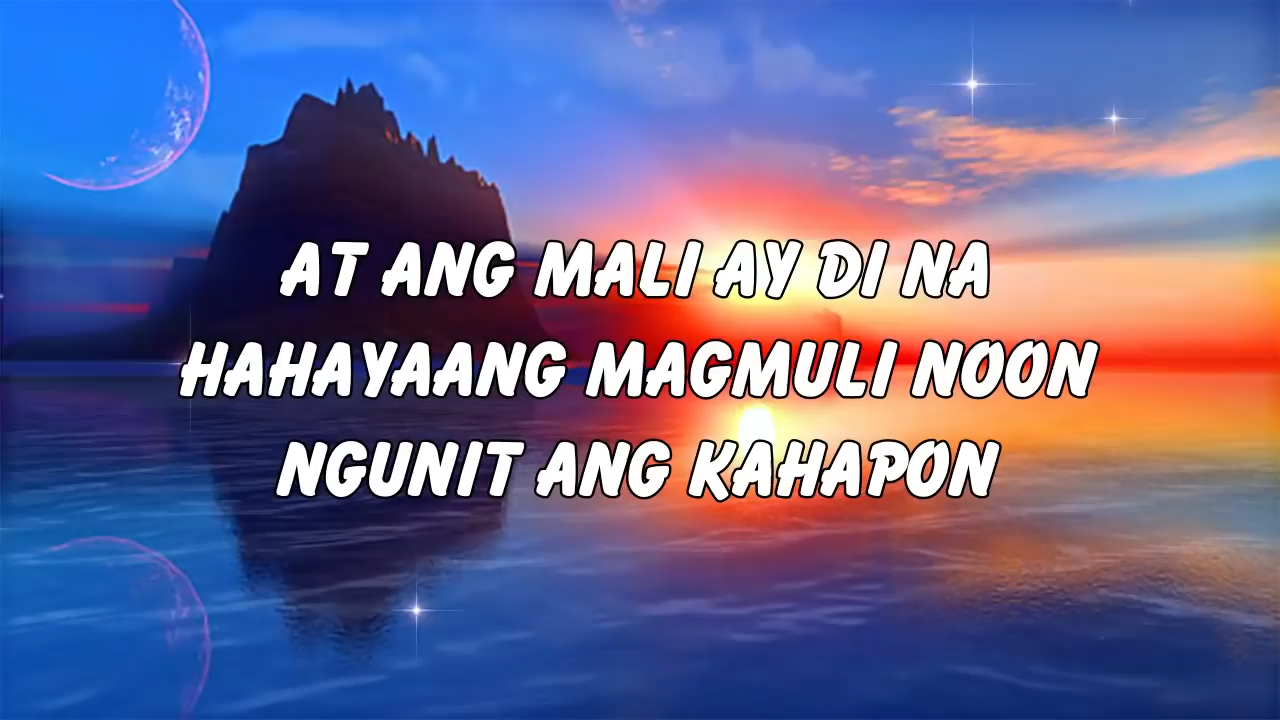 AT ANG MALI AY DI NA
HAHAYAANG MAGMULI NOON
NGUNIT ANG KAHAPON